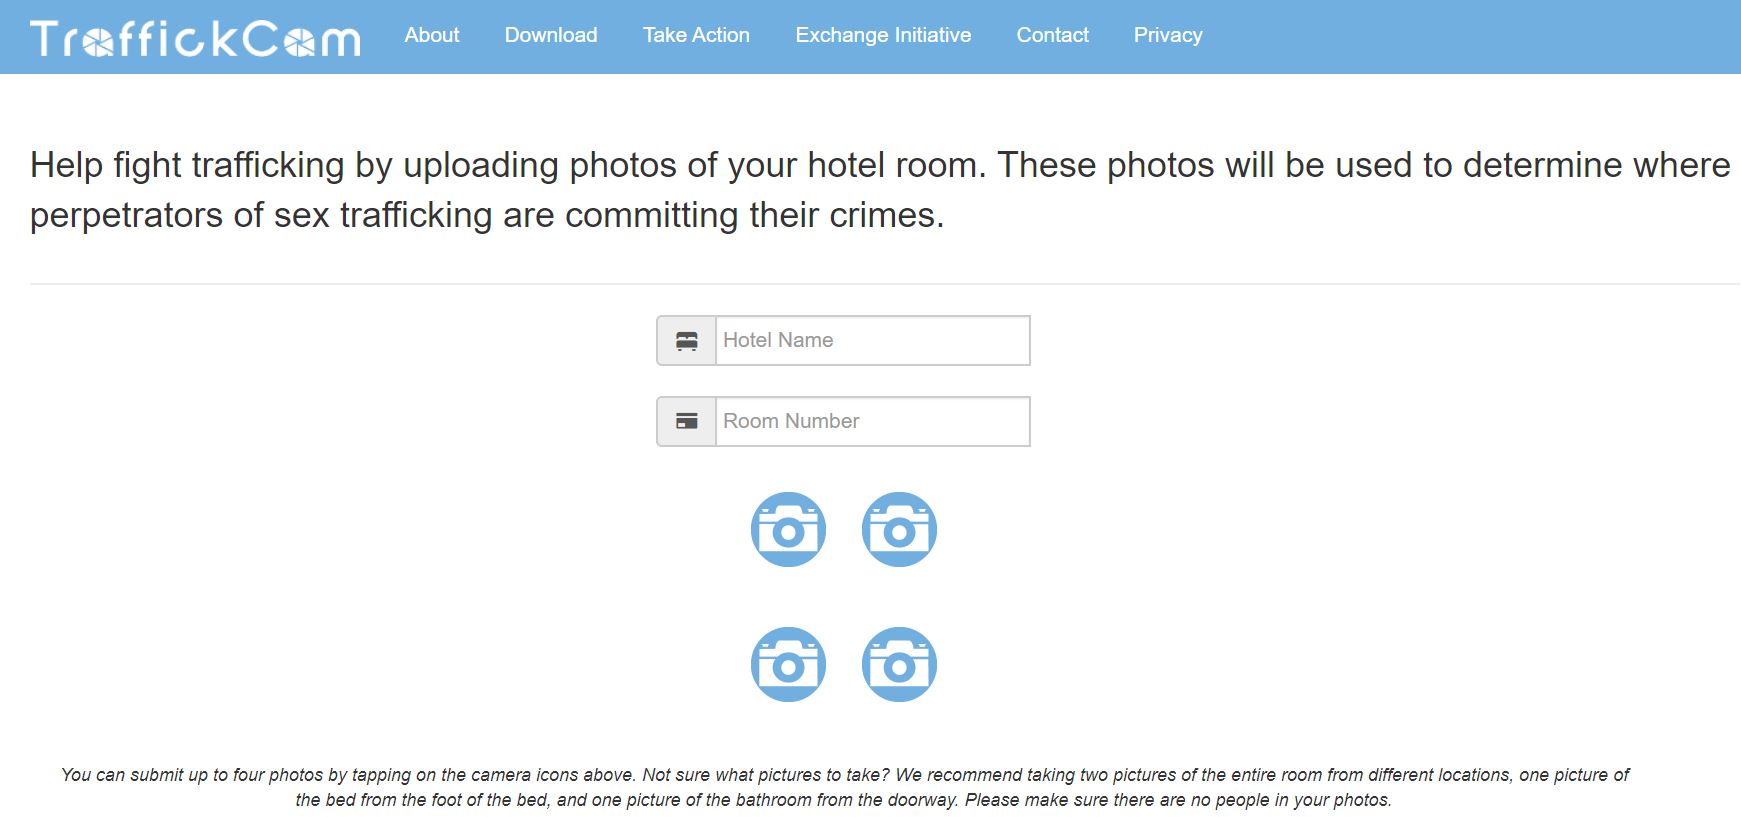 TraffickCam About Download Take Action Exchange Initiative Contact Privacy
Help fight trafficking by uploading photos of your hotel room. These photos will be used to determine where
perpetrators of sex trafficking are committing their crimes.
Hotel Name
Room Number
You can submit up to four photos by tapping on the camera icons above. Not sure what pictures to take? We recommend taking two pictures of the entire room from different locations, one picture of
the bed from the foot of the bed, and one picture of the bathroom from the doorway. Please make sure there are no people in your photos.